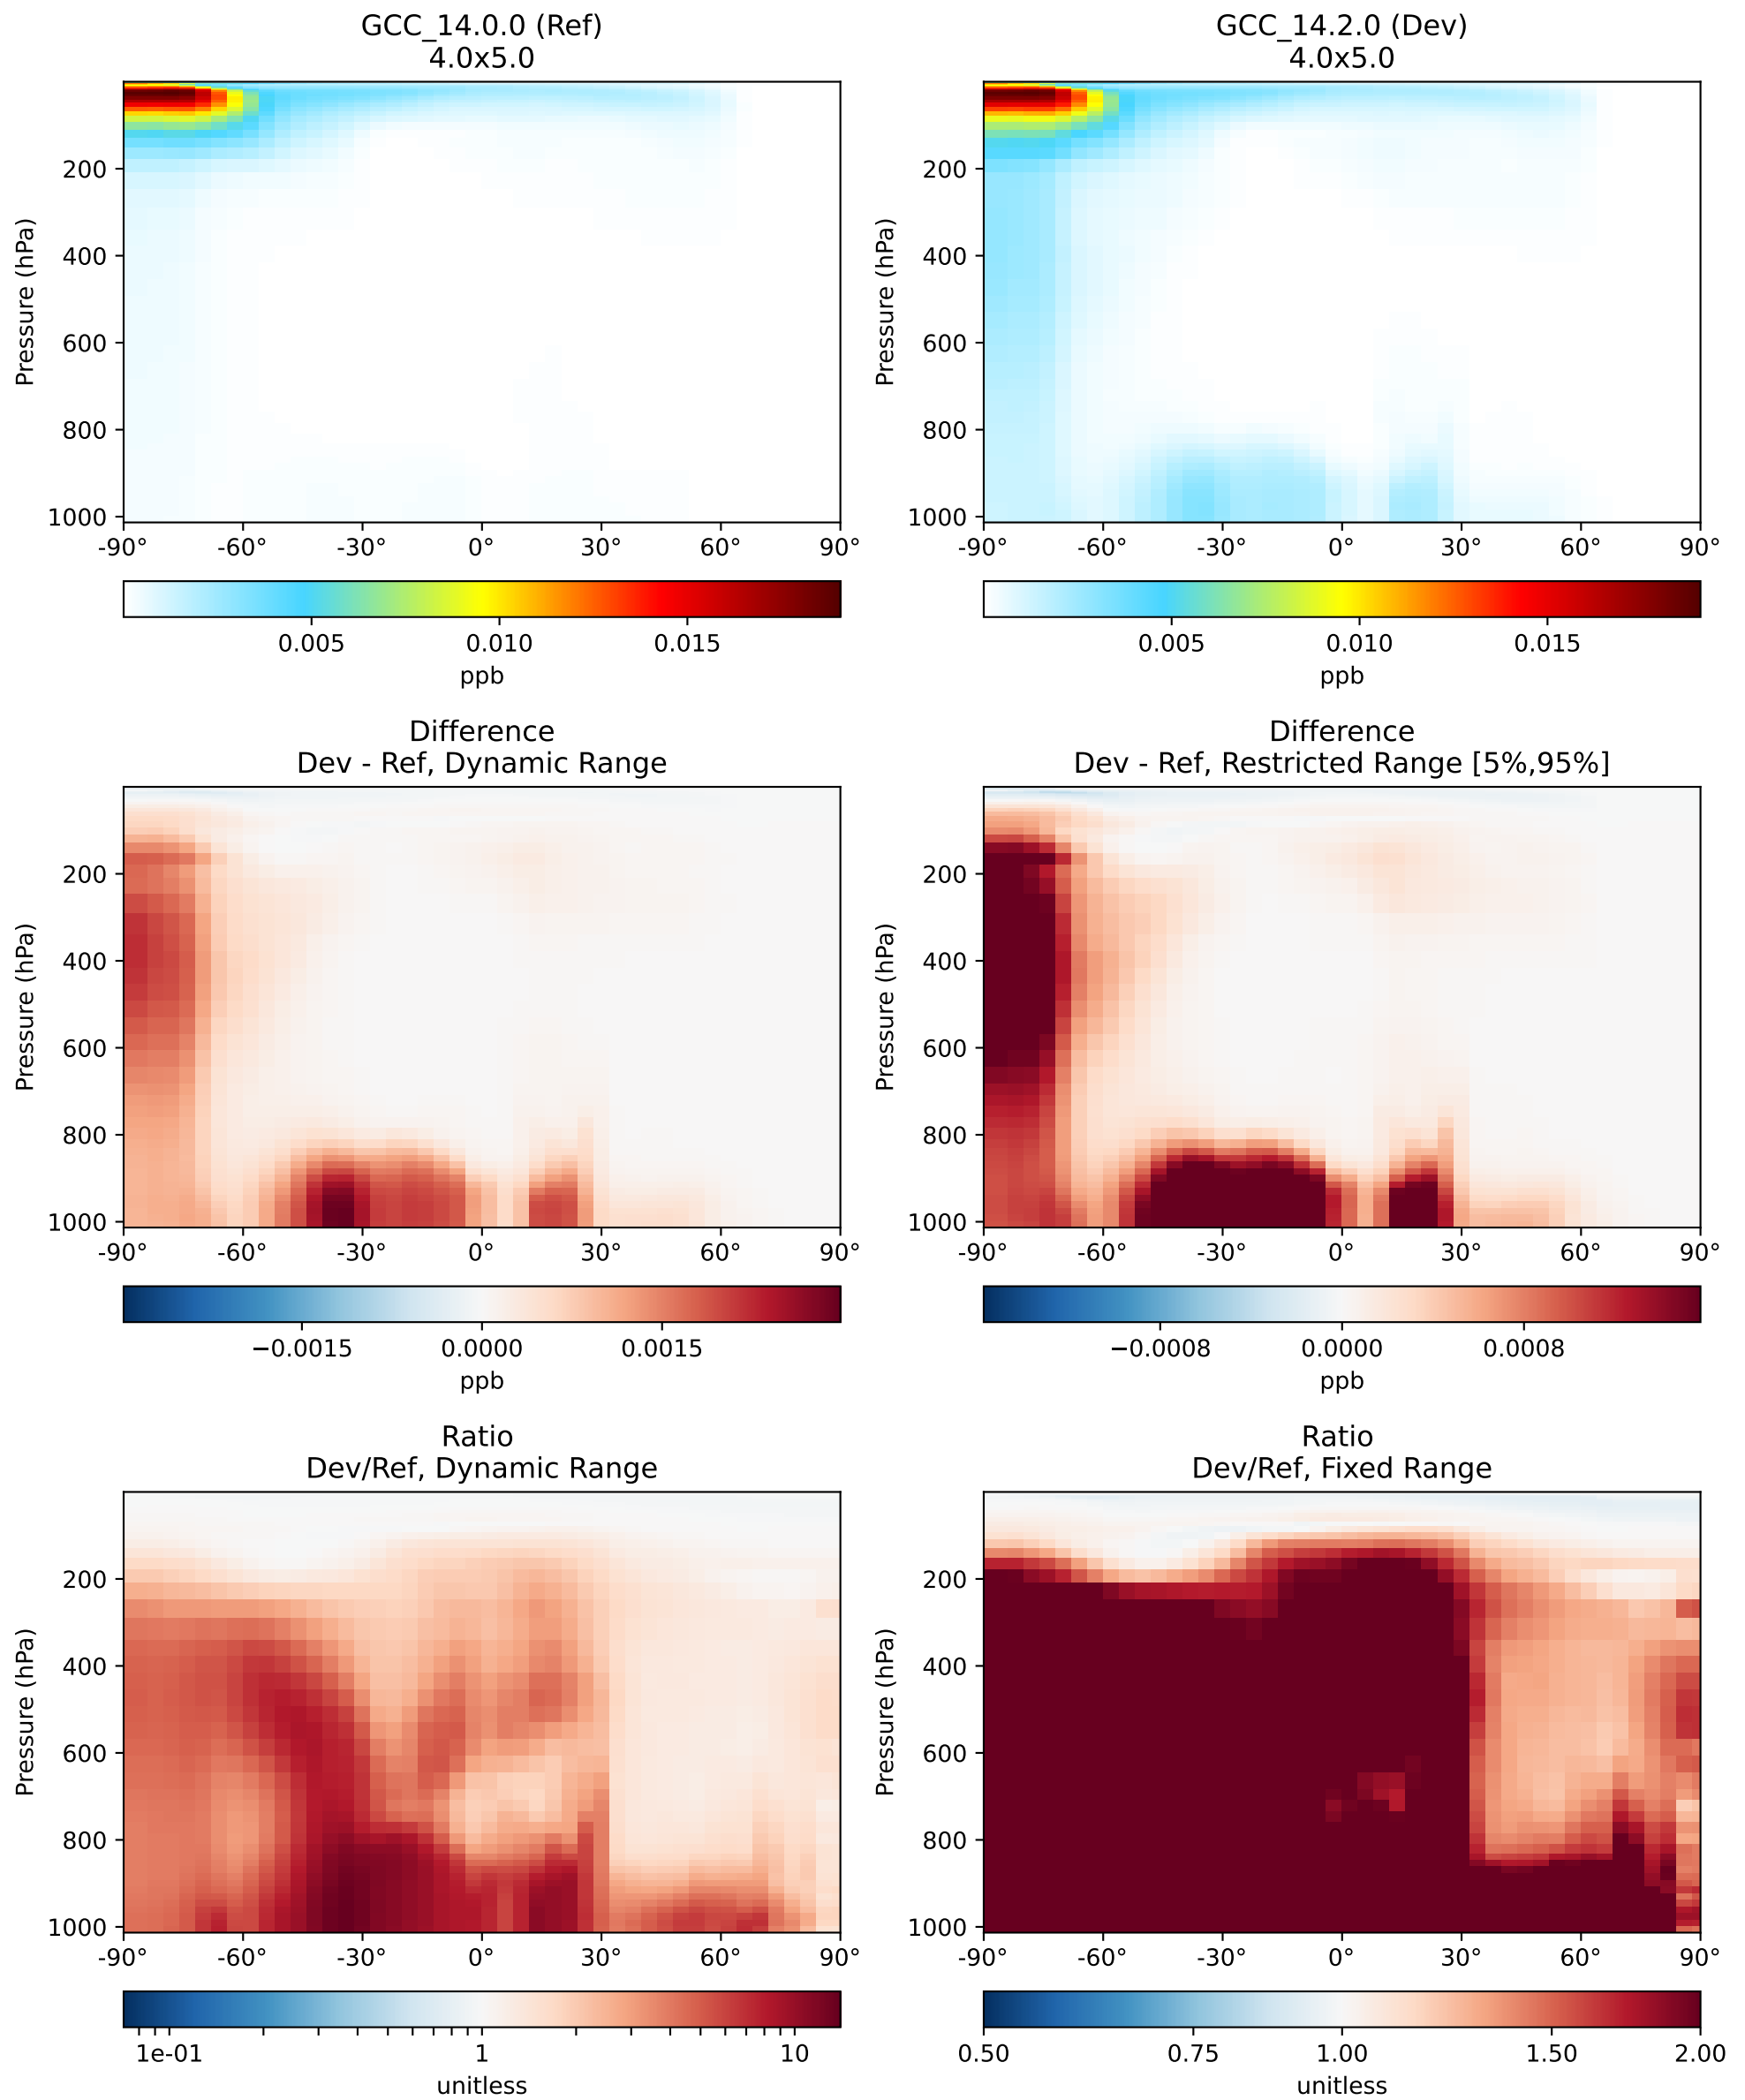 GCC_14.0.0 (Ref)
4.0x5.0
GCC_14.2.0 (Dev)
4.0x5.0
Pressure (hPa)
200
400
600
800
1000
-90° -60° -30° 0° 30° 60° 90°
0.005 0.010 0.015
ppb
Pressure (hPa)
200
400
600
800
1000
-90° -60° -30° 0° 30° 60° 90°
0.005 0.010 0.015
ppb
Difference
Dev - Ref, Dynamic Range
Difference
Dev - Ref, Restricted Range [5%,95%]
Pressure (hPa)
200
400
600
800
1000
-90° -60° -30° 0° 30° 60° 90°
−0.0015 0.0000 0.0015
ppb
Pressure (hPa)
200
400
600
800
1000
-90° -60° -30° 0° 30° 60° 90°
−0.0008 0.0000 0.0008
ppb
Ratio
Dev/Ref, Dynamic Range
Ratio
Dev/Ref, Fixed Range
Pressure (hPa)
200
400
600
800
1000
-90° -60° -30° 0° 30° 60° 90°
1e-01 1 10
unitless
Pressure (hPa)
200
400
600
800
1000
-90° -60° -30° 0° 30° 60° 90°
0.50 0.75 1.00 1.50 2.00
unitless